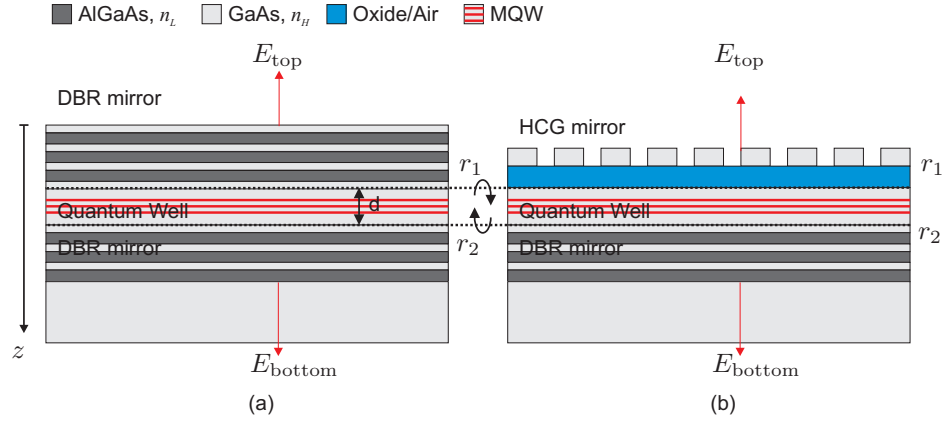 AlGaAs, n_L GaAs, n_H Oxide/Air MQW
E_top E_top
DBR mirror HCG mirror
r_1 r_1
d
Quantum Well Quantum Well
r_2 r_2
DBR mirror DBR mirror
z
E_bottom E_bottom
(a) (b)